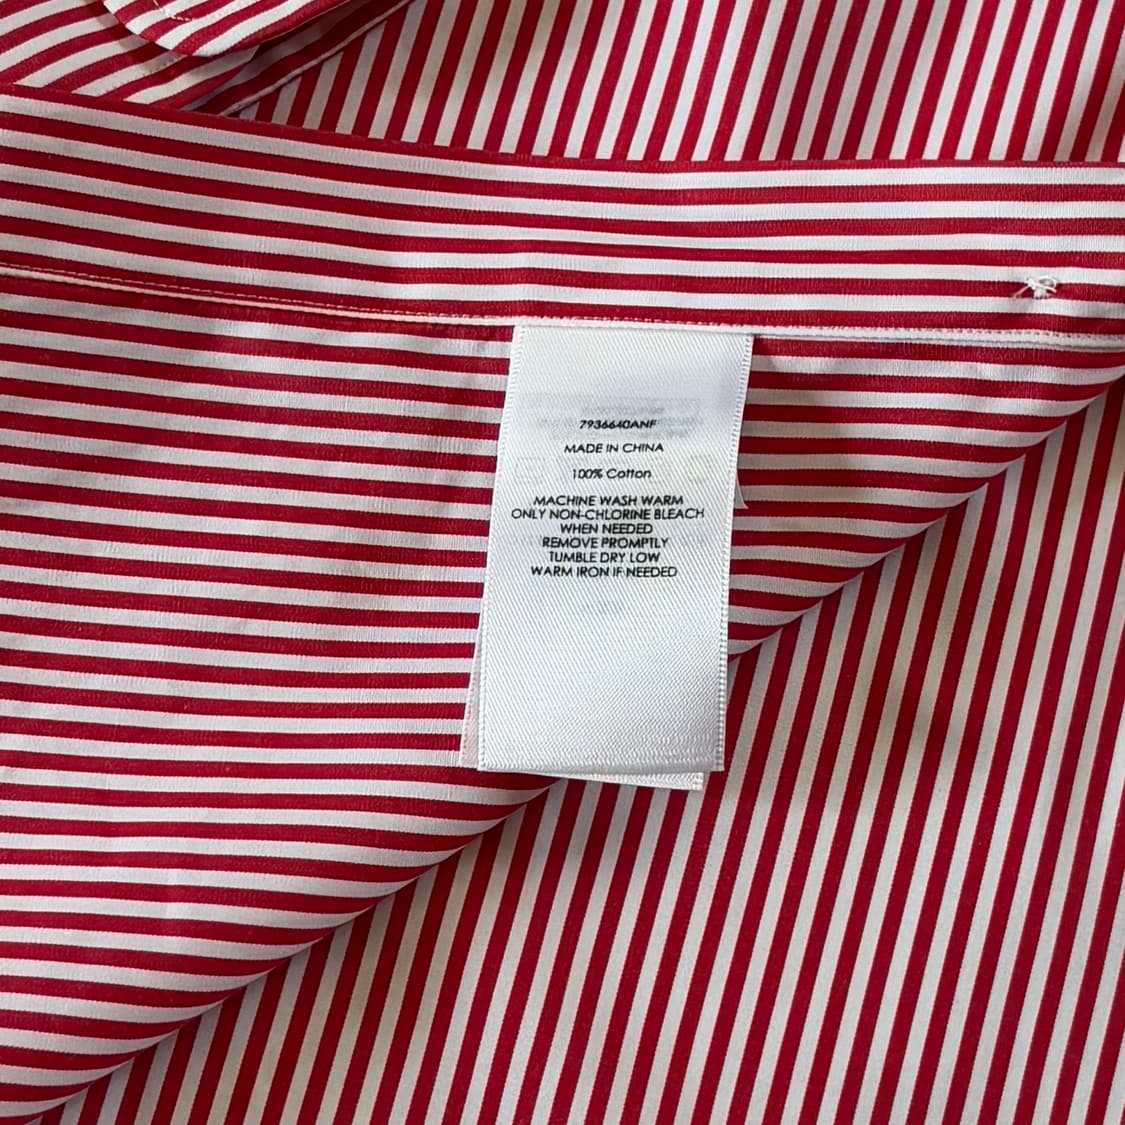 7936640ANF
MADE IN CHINA
100% Cotton
MACHINE WASH WARM
ONLY NON-CHLORINE BLEACH
WHEN NEEDED
REMOVE PROMPTLY
TUMBLE DRY LOW
WARM IRON IF NEEDED